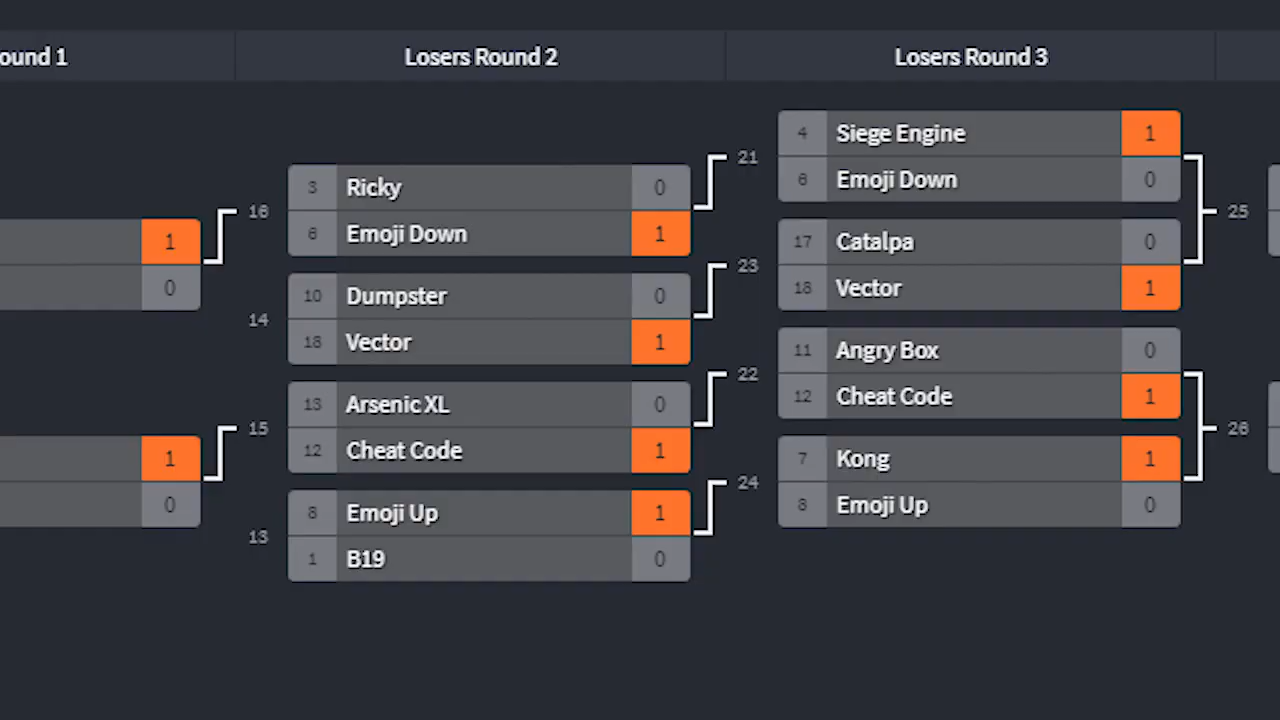 ound 1
Losers Round 2
Losers Round 3
1
0
1
0
16
14
15
13
3 Ricky 0
6 Emoji Down 1
10 Dumpster 0
18 Vector 1
13 Arsenic XL 0
12 Cheat Code 1
8 Emoji Up 1
1 B19 0
21
23
22
24
4 Siege Engine 1
6 Emoji Down 0
17 Catalpa 0
18 Vector 1
11 Angry Box 0
12 Cheat Code 1
7 Kong 1
8 Emoji Up 0
25
26